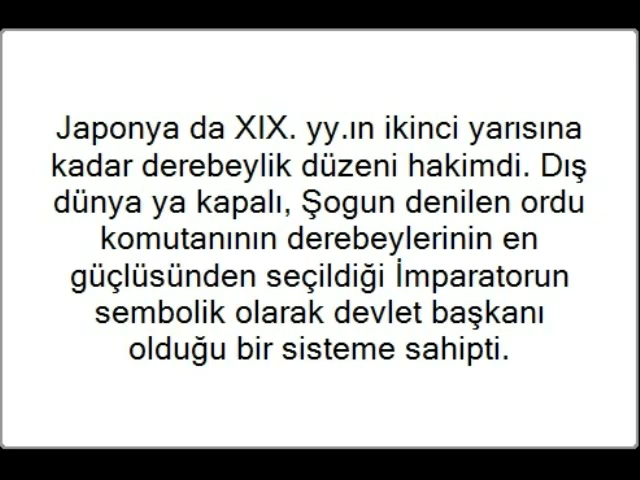 Japonya da XIX. yy.ın ikinci yarısına
kadar derebeylik düzeni hakimdi. Dış
dünya ya kapalı, Şogun denilen ordu
komutanının derebeylerinin en
güçlüsünden seçildiği İmparatorun
sembolik olarak devlet başkanı
olduğu bir sisteme sahipti.